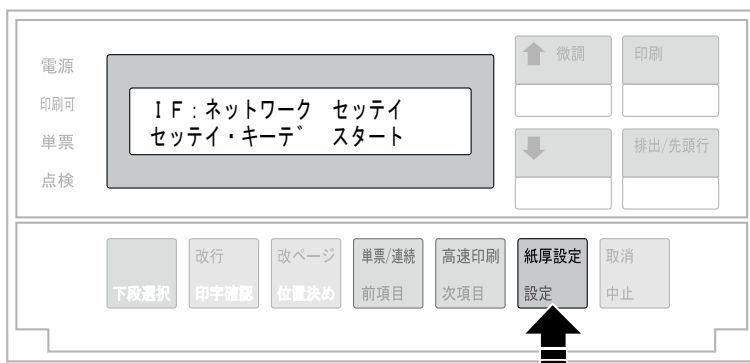 電源
印刷可
単票
点検
IF:ネットワーク セッテイ
セッテイ・キーデ゛ スタート
微調
印刷
排出/先頭行
下段選択
改行
印字確認
改ページ
位置決め
単票/連続
前項目
高速印刷
次項目
紙厚設定
設定
取消
中止